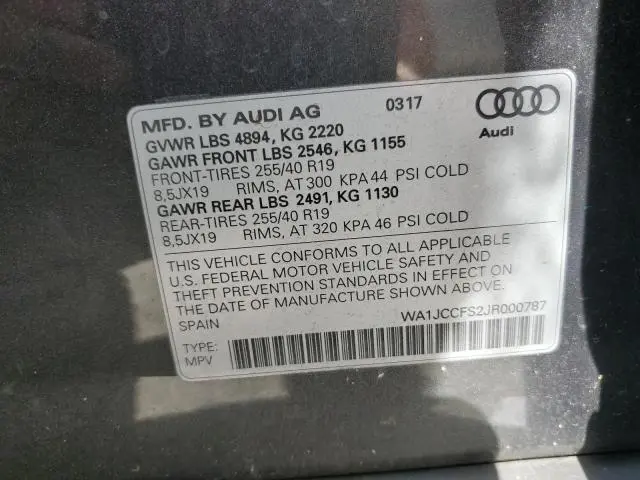 MFD. BY AUDI AG 0317
Audi
GVWR LBS 4894, KG 2220
GAWR FRONT LBS 2546, KG 1155
FRONT-TIRES 255/40 R19
8,5JX19 RIMS, AT 300 KPA 44 PSI COLD
GAWR REAR LBS 2491, KG 1130
REAR-TIRES 255/40 R19
8,5JX19 RIMS, AT 320 KPA 46 PSI COLD
THIS VEHICLE CONFORMS TO ALL APPLICABLE
U.S. FEDERAL MOTOR VEHICLE SAFETY AND
THEFT PREVENTION STANDARDS IN EFFECT ON
THE DATE OF MANUFACTURE SHOWN ABOVE.
SPAIN
WA1JCCFS2JR000787
TYPE:
MPV